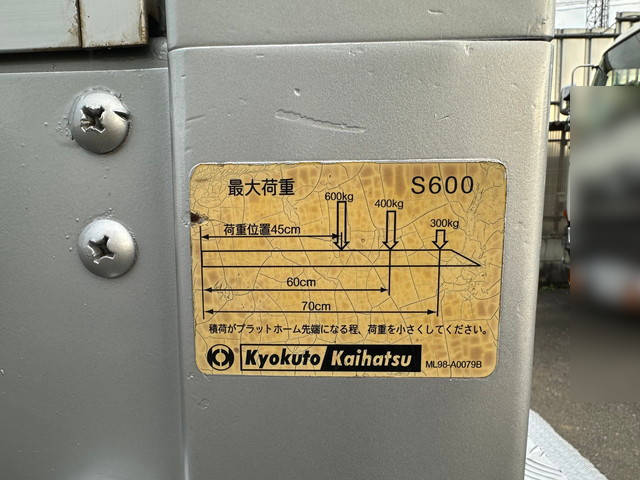 最大荷重 S600
600kg
400kg
300kg
荷重位置45cm
60cm
70cm
積荷がプラットホーム先端になる程、荷重を小さくしてください。
Kyokuto Kaihatsu ML98-A0079B